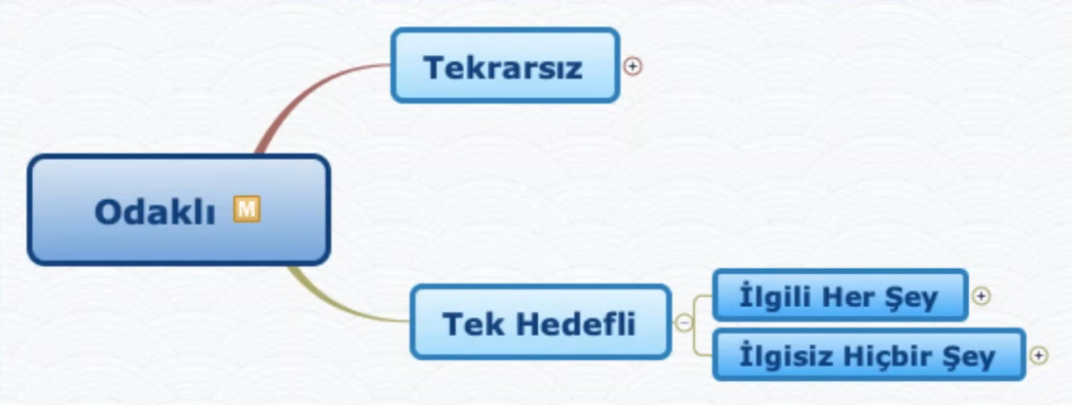 Tekrarsız
Odaklı M
Tek Hedefli
İlgili Her Şey
İlgisiz Hiçbir Şey